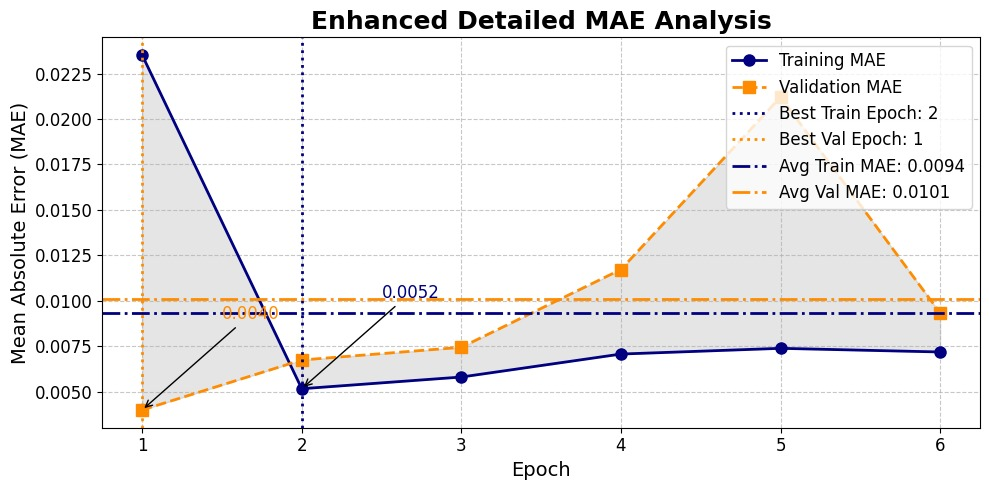 Enhanced Detailed MAE Analysis
Mean Absolute Error (MAE)
0.0225
0.0200
0.0175
0.0150
0.0125
0.0100
0.0075
0.0050
Training MAE
Validation MAE
Best Train Epoch: 2
Best Val Epoch: 1
Avg Train MAE: 0.0094
Avg Val MAE: 0.0101
0.0052
0.0040
1 2 3 4 5 6
Epoch